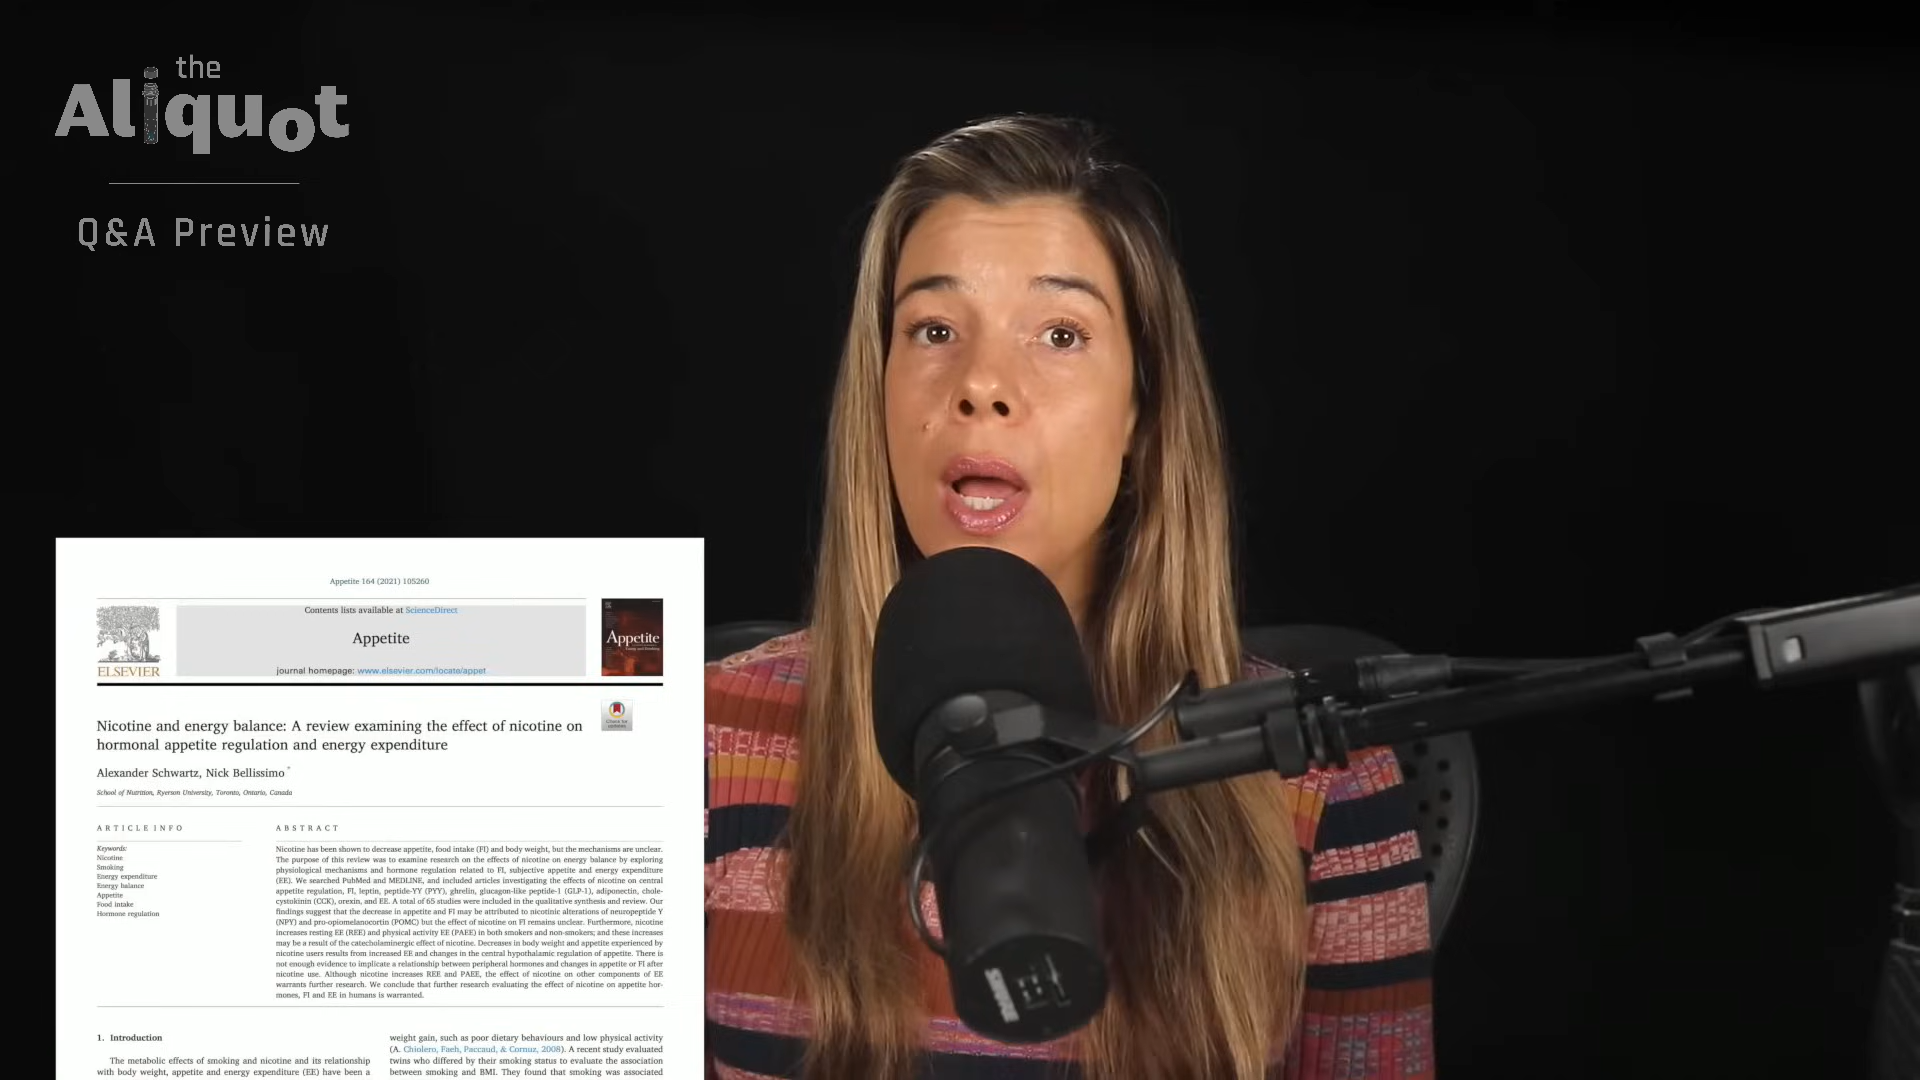 the
Aliquot
Q&A Preview
Appetite 164 (2021) 105260
Contents lists available at ScienceDirect
Appetite
journal homepage: www.elsevier.com/locate/appet
ELSEVIER
Appetite
Check for
updates
Nicotine and energy balance: A review examining the effect of nicotine on
hormonal appetite regulation and energy expenditure
Alexander Schwartz, Nick Bellissimo *
School of Nutrition, Ryerson University, Toronto, Ontario, Canada
ARTICLE INFO
Keywords:
Nicotine
Smoking
Energy expenditure
Energy balance
Appetite
Food intake
Hormone regulation
ABSTRACT
Nicotine has been shown to decrease appetite, food intake (FI) and body weight, but the mechanisms are unclear.
The purpose of this review was to examine research on the effects of nicotine on energy balance by exploring
physiological mechanisms and hormone regulation related to FI, subjective appetite and energy expenditure
(EE). We searched PubMed and MEDLINE, and included articles investigating the effects of nicotine on central
appetite regulation, FI, leptin, peptide-YY (PYY), ghrelin, glucagon-like peptide-1 (GLP-1), adiponectin, chole-
cystokinin (CCK), orexin, and EE. A total of 65 studies were included in the qualitative synthesis and review. Our
findings suggest that the decrease in appetite and FI may be attributed to nicotinic alterations of neuropeptide Y
(NPY) and pro-opiomelanocortin (POMC) but the effect of nicotine on FI remains unclear. Furthermore, nicotine
increases resting EE (REE) and physical activity EE (PAEE) in both smokers and non-smokers; and these increases
may be a result of the catecholaminergic effect of nicotine. Decreases in body weight and appetite experienced by
nicotine users results from increased EE and changes in the central hypothalamic regulation of appetite. There is
not enough evidence to implicate a relationship between peripheral hormones and changes in appetite or FI after
nicotine use. Although nicotine increases REE and PAEE, the effect of nicotine on other components of EE
warrants further research. We conclude that further research evaluating the effect of nicotine on appetite hor-
mones, FI and EE in humans is warranted.
1. Introduction
The metabolic effects of smoking and nicotine and its relationship
with body weight, appetite and energy expenditure (EE) have been a
weight gain, such as poor dietary behaviours and low physical activity
(A. Chiolero, Faeh, Paccaud, & Cornuz, 2008). A recent study evaluated
twins who differed by their smoking status to evaluate the association
between smoking and BMI. They found that smoking was associated